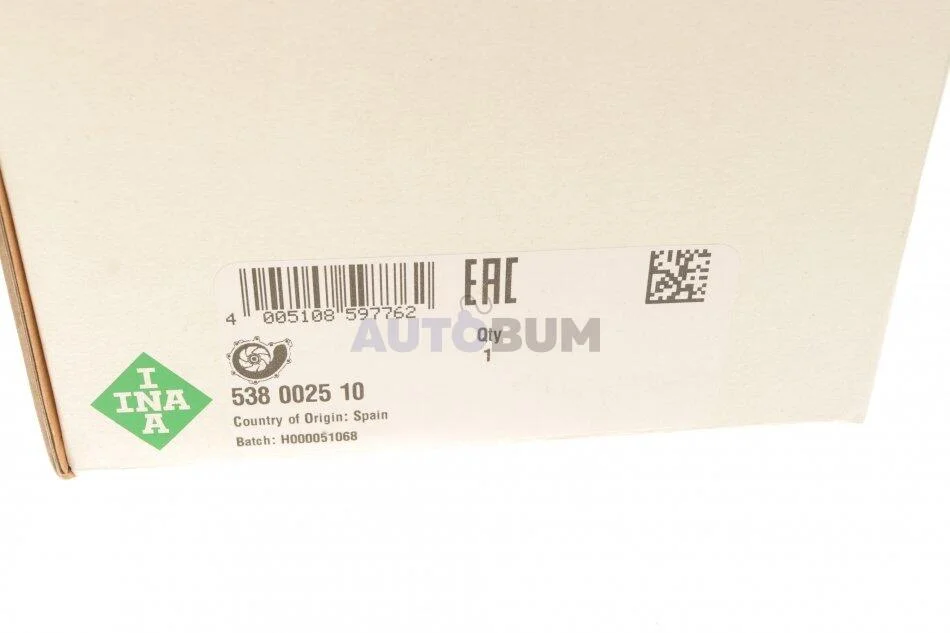 EAC
4 005108 597762
AUTOBUM
Qty
1
I
INA
A
538 0025 10
Country of Origin: Spain
Batch: H000051068